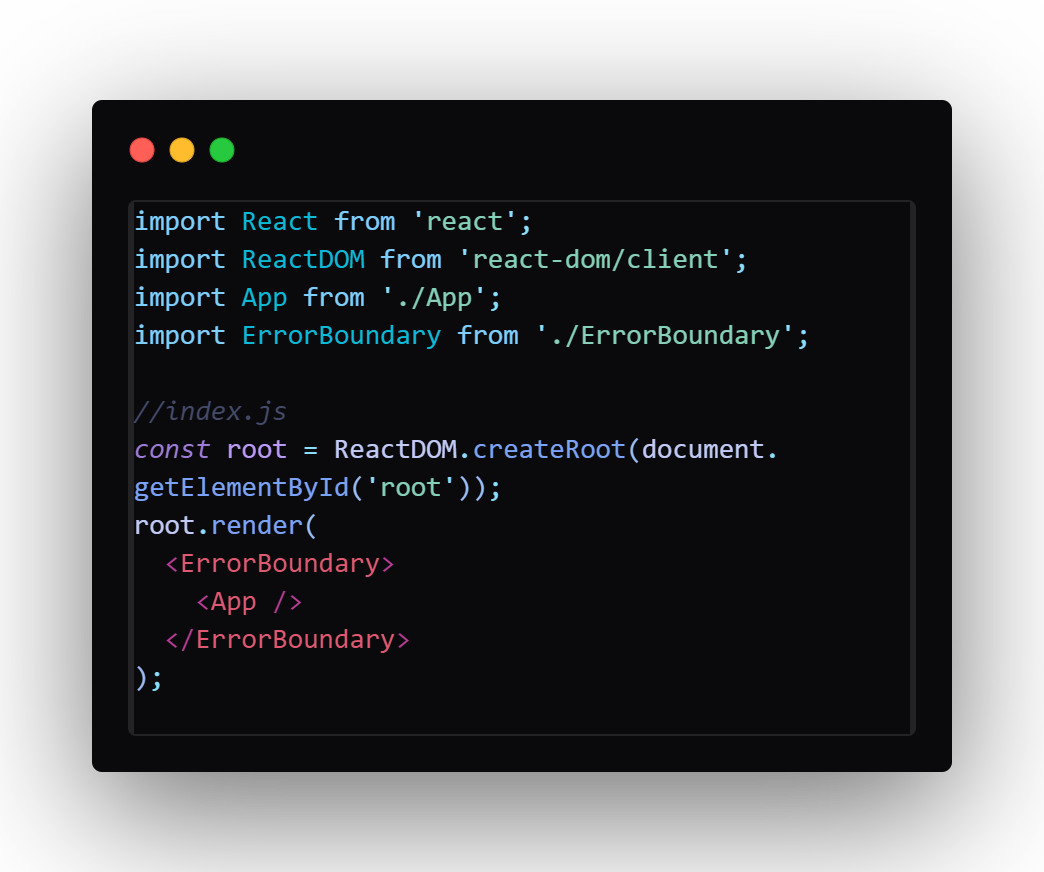 import React from 'react';
import ReactDOM from 'react-dom/client';
import App from './App';
import ErrorBoundary from './ErrorBoundary';

//index.js
const root = ReactDOM.createRoot(document.
getElementById('root'));
root.render(
  <ErrorBoundary>
    <App />
  </ErrorBoundary>
);